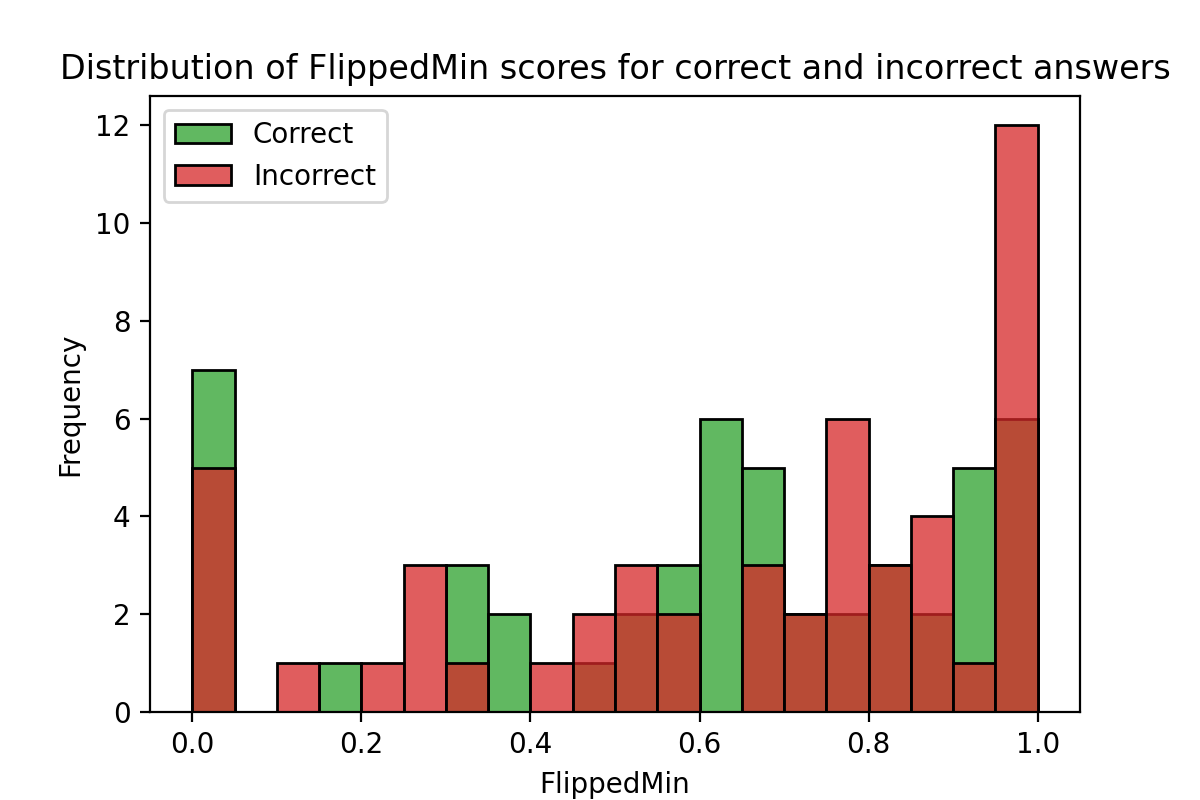 Distribution of FlippedMin scores for correct and incorrect answers
Correct
Incorrect
12
10
8
6
4
2
0
Frequency
0.0 0.2 0.4 0.6 0.8 1.0
FlippedMin